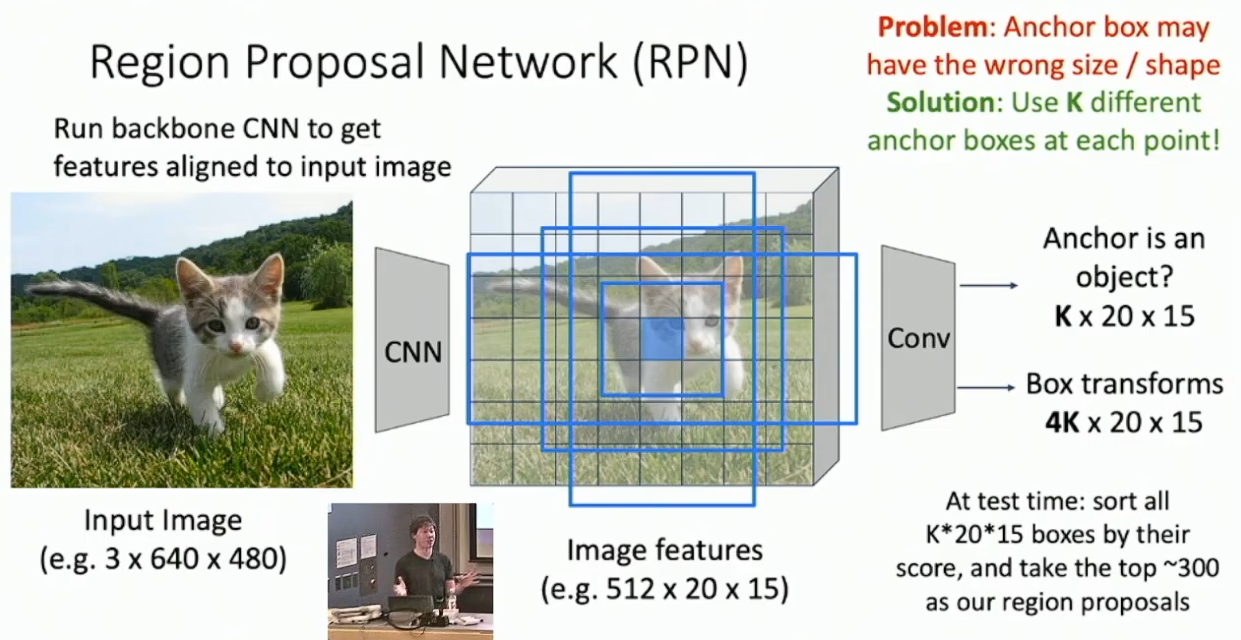 Region Proposal Network (RPN)
Problem: Anchor box may
have the wrong size / shape
Solution: Use K different
anchor boxes at each point!
Run backbone CNN to get
features aligned to input image
CNN
Conv
Anchor is an
object?
K x 20 x 15
Box transforms
4K x 20 x 15
Input Image
(e.g. 3 x 640 x 480)
Image features
(e.g. 512 x 20 x 15)
At test time: sort all
K*20*15 boxes by their
score, and take the top ~300
as our region proposals